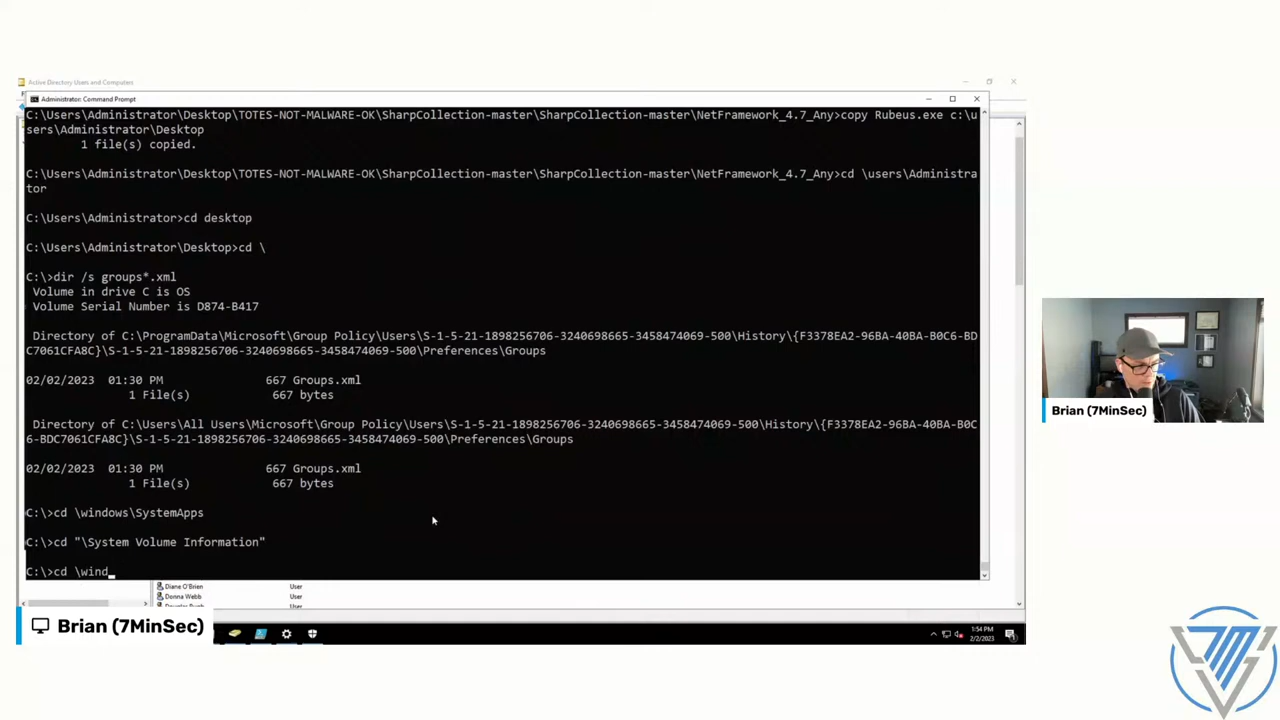 Active Directory Users and Computers
Administrator: Command Prompt
C:\Users\Administrator\Desktop\TOTES-NOT-MALWARE-OK\SharpCollection-master\SharpCollection-master\NetFramework_4.7_Any>copy Rubeus.exe c:\u
sers\Administrator\Desktop
1 file(s) copied.
C:\Users\Administrator\Desktop\TOTES-NOT-MALWARE-OK\SharpCollection-master\SharpCollection-master\NetFramework_4.7_Any>cd \users\Administra
tor
C:\Users\Administrator>cd desktop
C:\Users\Administrator\Desktop>cd \
C:\>dir /s groups*.xml
Volume in drive C is OS
Volume Serial Number is D874-B417
Directory of C:\ProgramData\Microsoft\Group Policy\Users\S-1-5-21-1898256706-3240698665-3458474069-500\History\{F3378EA2-96BA-40BA-B0C6-BD
C7061CFA8C}\S-1-5-21-1898256706-3240698665-3458474069-500\Preferences\Groups
02/02/2023 01:30 PM 667 Groups.xml
1 File(s) 667 bytes
Directory of C:\Users\All Users\Microsoft\Group Policy\Users\S-1-5-21-1898256706-3240698665-3458474069-500\History\{F3378EA2-96BA-40BA-B0C
6-BDC7061CFA8C}\S-1-5-21-1898256706-3240698665-3458474069-500\Preferences\Groups
02/02/2023 01:30 PM 667 Groups.xml
1 File(s) 667 bytes
C:\>cd \windows\SystemApps
C:\>cd "\System Volume Information"
C:\>cd \wind
Diane O'Brien User
Donna Webb User
User
1:54 PM
2/2/2023
Brian (7MinSec)
Brian (7MinSec)
7M